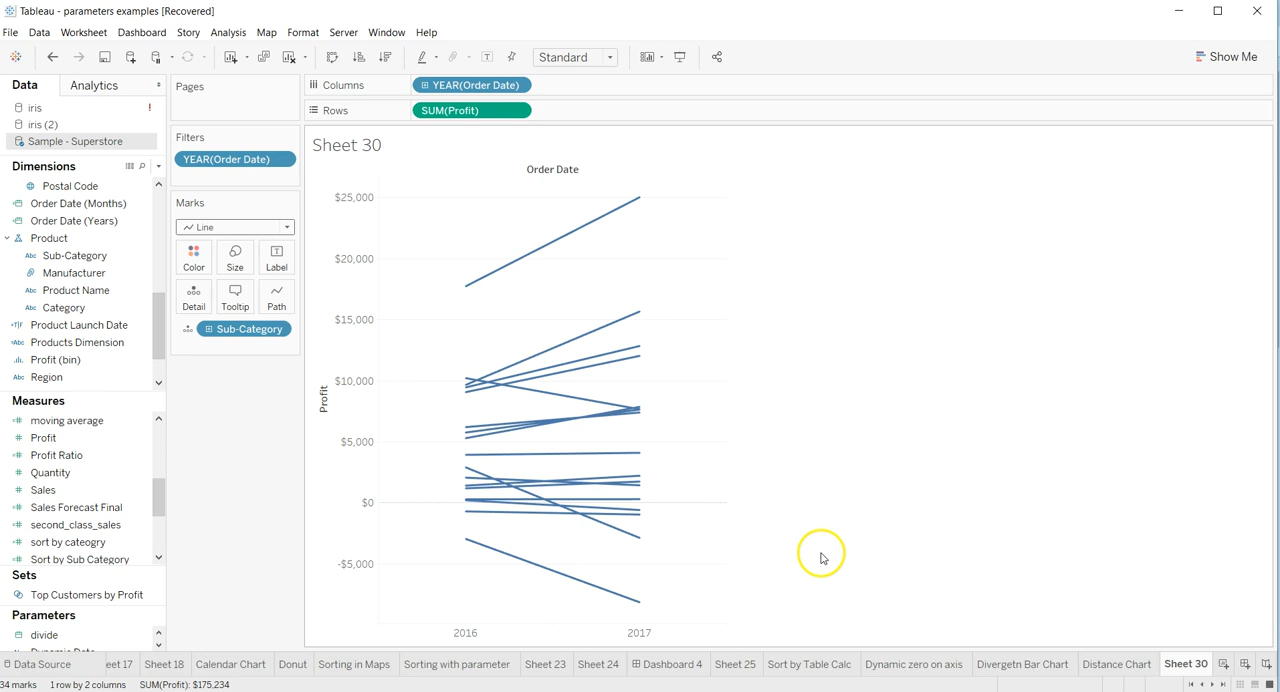 Tableau - parameters examples [Recovered]
File Data Worksheet Dashboard Story Analysis Map Format Server Window Help
Standard
Show Me
Data Analytics
iris !
iris (2)
Sample - Superstore
Dimensions
Postal Code
Order Date (Months)
Order Date (Years)
Product
Abc Sub-Category
Manufacturer
Abc Product Name
Abc Category
=T|F Product Launch Date
=Abc Products Dimension
Profit (bin)
Abc Region
Measures
=# moving average
# Profit
=# Profit Ratio
# Quantity
# Sales
=# Sales Forecast Final
=# second_class_sales
=# sort by cateogry
=# Sort by Sub Category
Sets
Top Customers by Profit
Parameters
divide
Pages
Filters
YEAR(Order Date)
Marks
Line
Color Size Label
Detail Tooltip Path
Sub-Category
Columns YEAR(Order Date)
Rows SUM(Profit)
Sheet 30
Order Date
$25,000
$20,000
$15,000
$10,000
$5,000
$0
-$5,000
Profit
2016 2017
Data Source eet 17 Sheet 18 Calendar Chart Donut Sorting in Maps Sorting with parameter Sheet 23 Sheet 24 Dashboard 4 Sheet 25 Sort by Table Calc Dynamic zero on axis Divergetn Bar Chart Distance Chart Sheet 30
34 marks 1 row by 2 columns SUM(Profit): $175,234